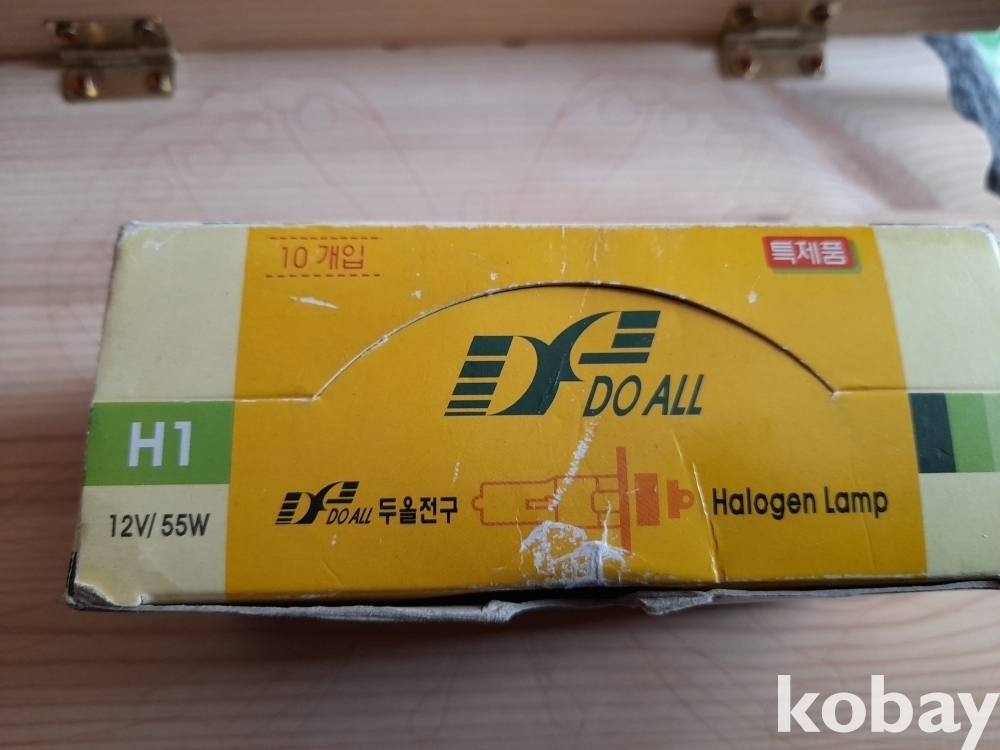 10 개입
특제품
DO ALL
H1
12V/ 55W
DO ALL 두올전구
Halogen Lamp
kobay